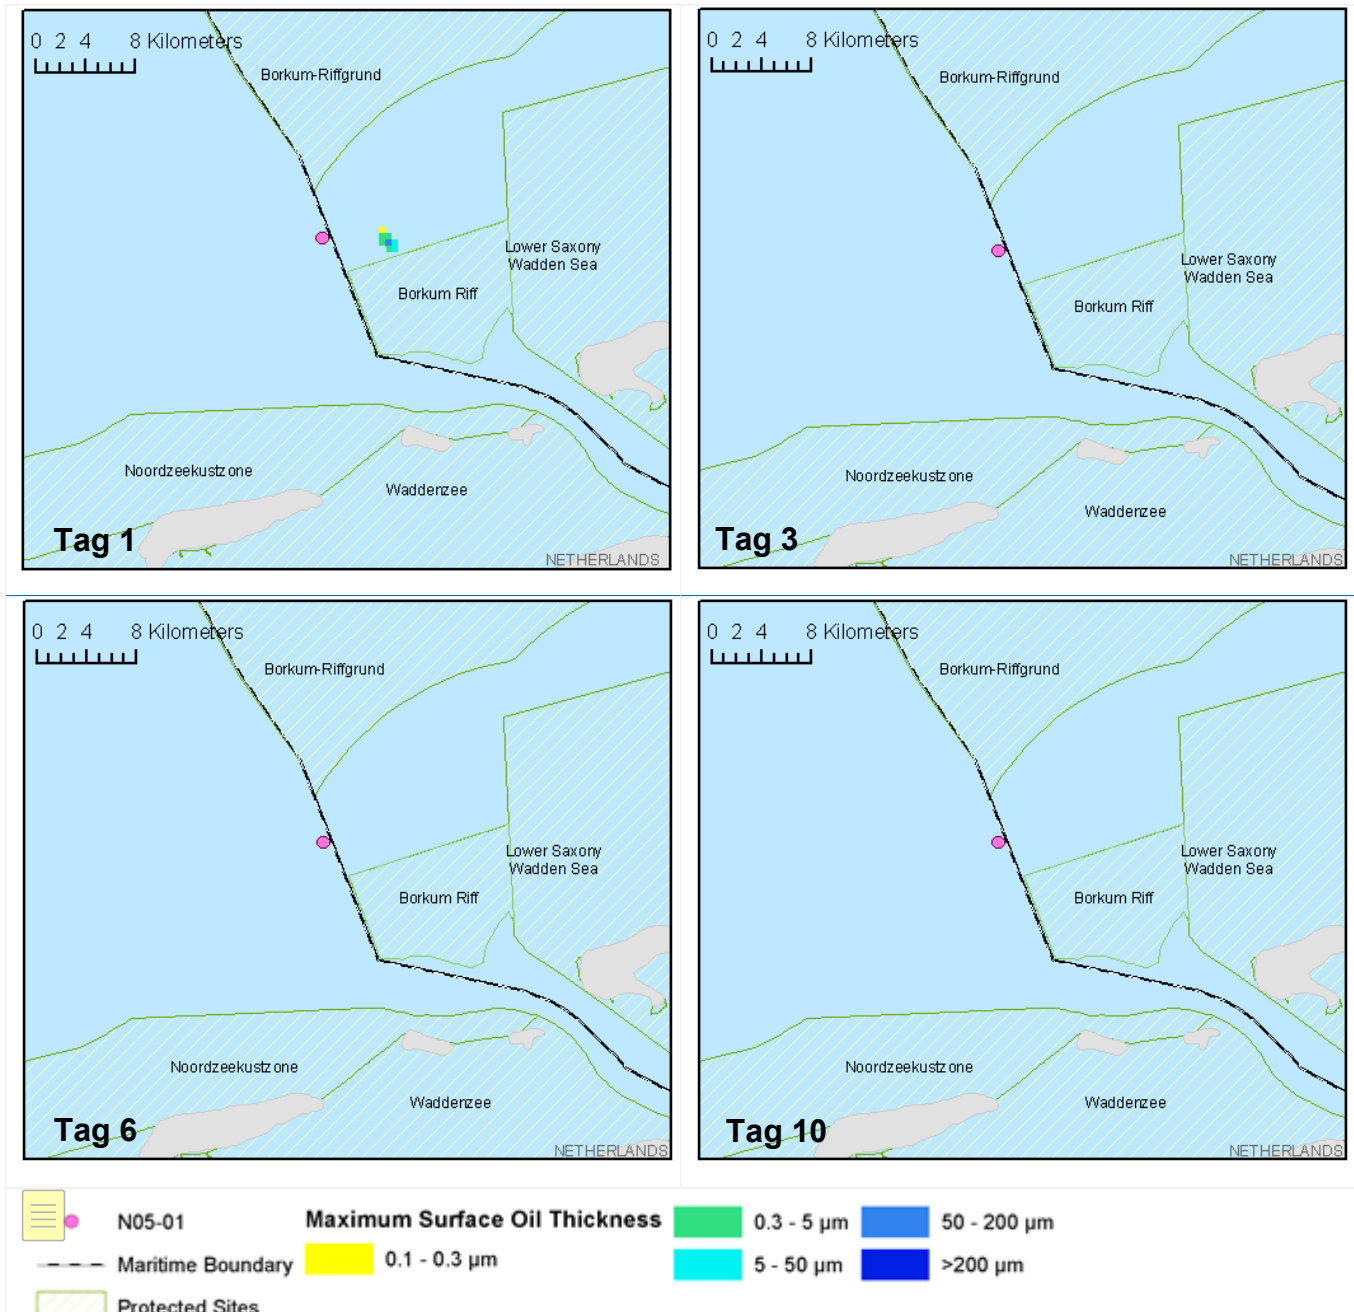 0 2 4 8 Kilometers
Borkum-Riffgrund
Lower Saxony
Wadden Sea
Borkum Riff
Noordzeekustzone
Waddenzee
Tag 1
NETHERLANDS
0 2 4 8 Kilometers
Borkum-Riffgrund
Lower Saxony
Wadden Sea
Borkum Riff
Noordzeekustzone
Waddenzee
Tag 3
NETHERLANDS
0 2 4 8 Kilometers
Borkum-Riffgrund
Lower Saxony
Wadden Sea
Borkum Riff
Noordzeekustzone
Waddenzee
Tag 6
NETHERLANDS
0 2 4 8 Kilometers
Borkum-Riffgrund
Lower Saxony
Wadden Sea
Borkum Riff
Noordzeekustzone
Waddenzee
Tag 10
NETHERLANDS
N05-01
Maritime Boundary
Protected Sites
Maximum Surface Oil Thickness
0.1 - 0.3 µm
0.3 - 5 µm
5 - 50 µm
50 - 200 µm
>200 µm